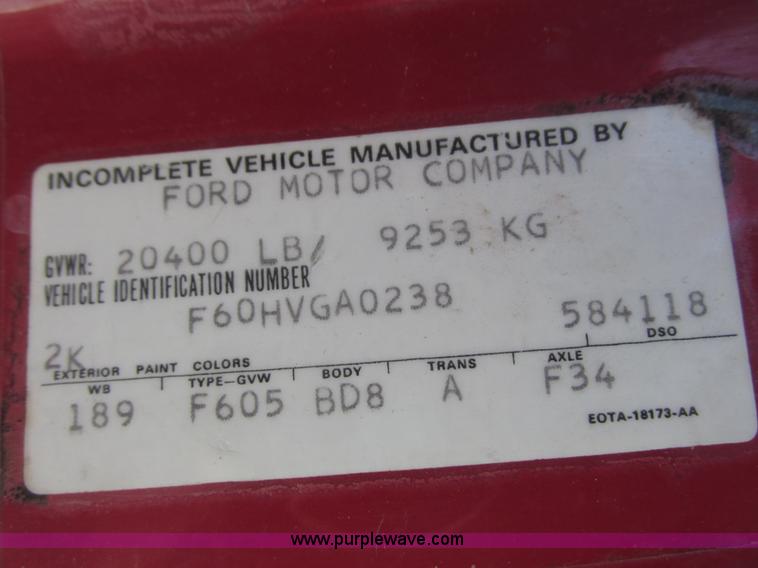 INCOMPLETE VEHICLE MANUFACTURED BY
FORD MOTOR COMPANY
GVWR: 20400 LB/ 9253 KG
VEHICLE IDENTIFICATION NUMBER
F60HVGA0238
584118
2K
DSO
EXTERIOR PAINT COLORS
WB TYPE-GVW BODY TRANS AXLE
189 F605 BD8 A F34
EOTA-18173-AA
www.purplewave.com